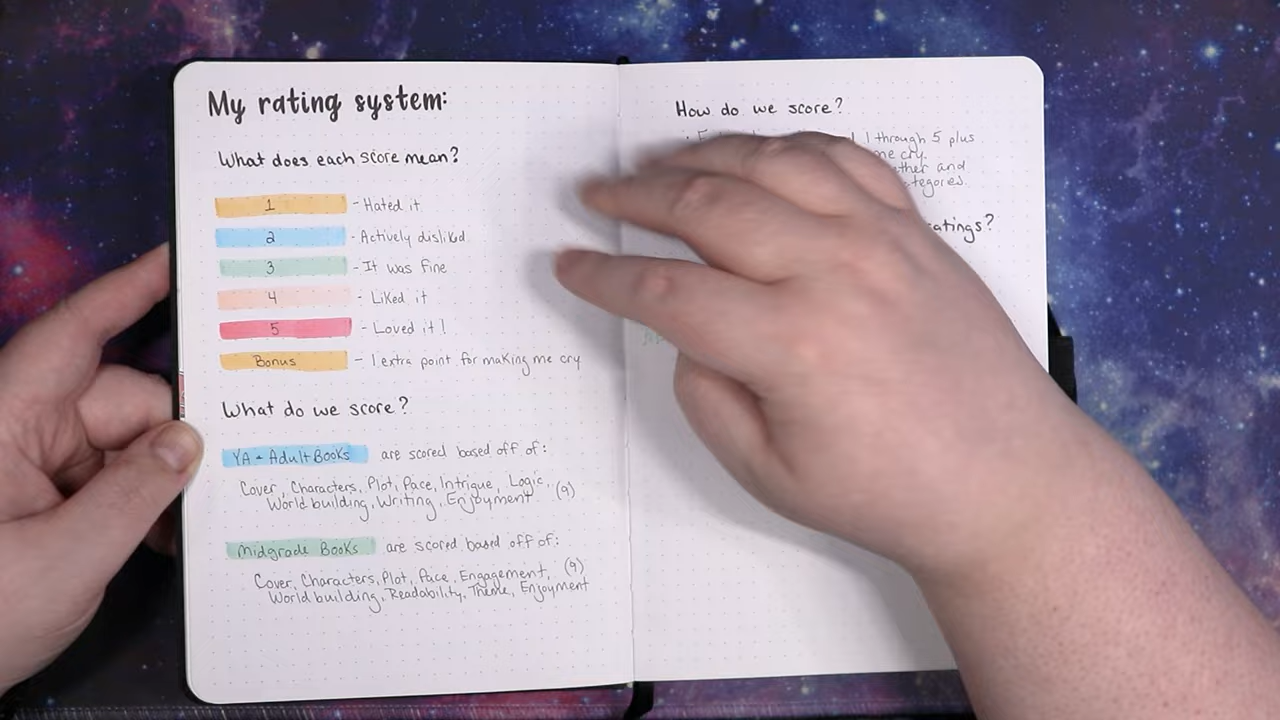 My rating system:
What does each score mean?
1 - Hated it
2 - Actively disliked
3 - It was fine
4 - Liked it
5 - Loved it!
Bonus - 1 extra point for making me cry
What do we score?
YA + Adult Books are scored based off of:
Cover, Characters, Plot, Pace, Intrigue, Logic,
World building, Writing, Enjoyment (9)
Midgrade Books are scored based off of:
Cover, Characters, Plot, Pace, Engagement, (9)
World building, Readability, Theme, Enjoyment
How do we score?
1 through 5 plus
me cry.
and